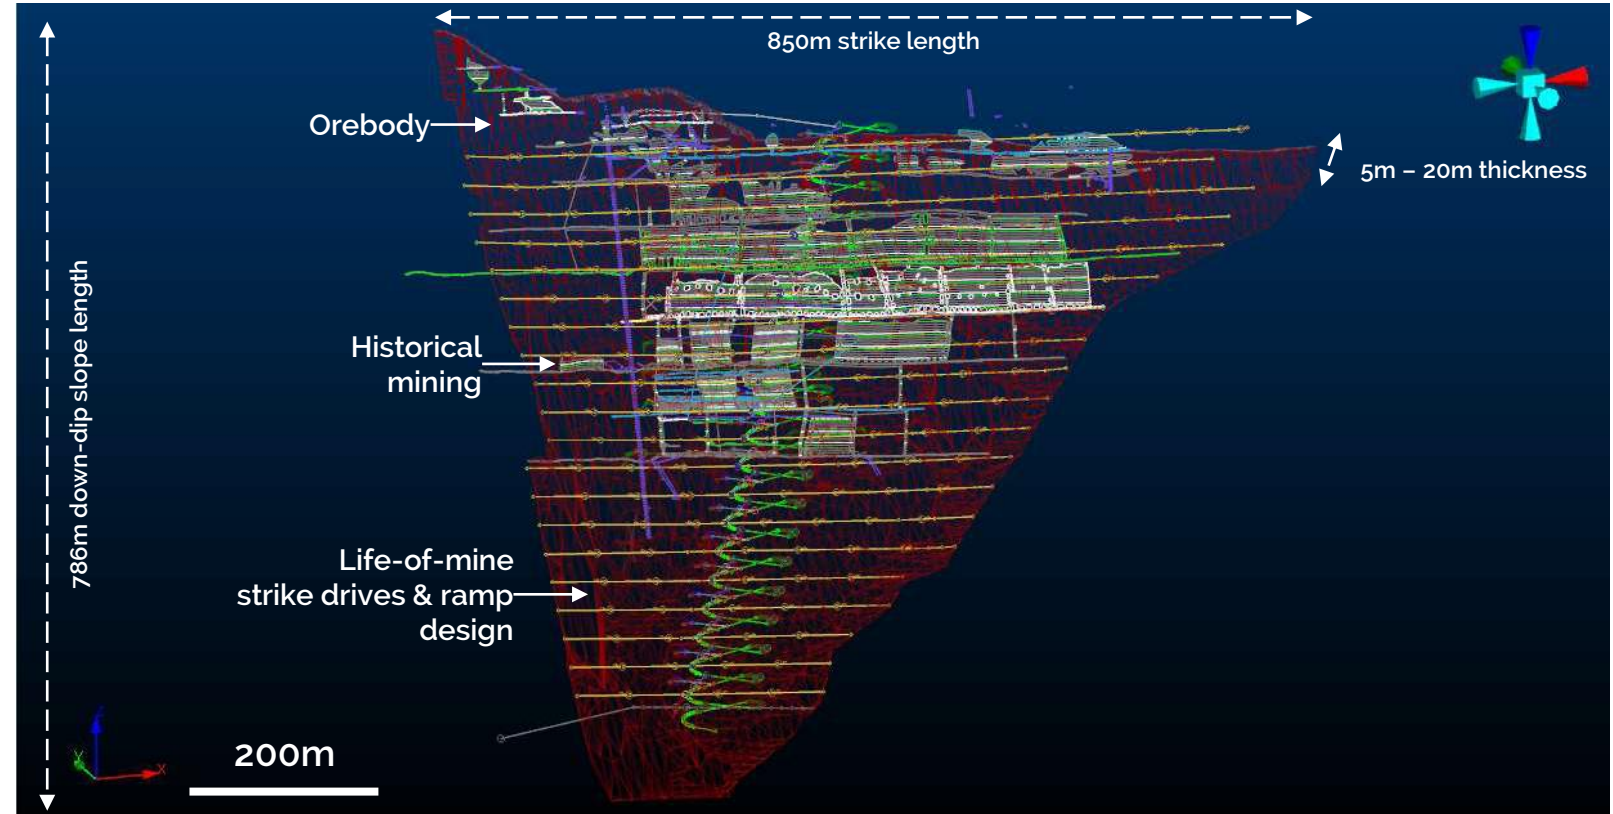 850m strike length
Orebody
5m – 20m thickness
786m down-dip slope length
Historical
mining
Life-of-mine
strike drives & ramp
design
200m
Z
Y
X